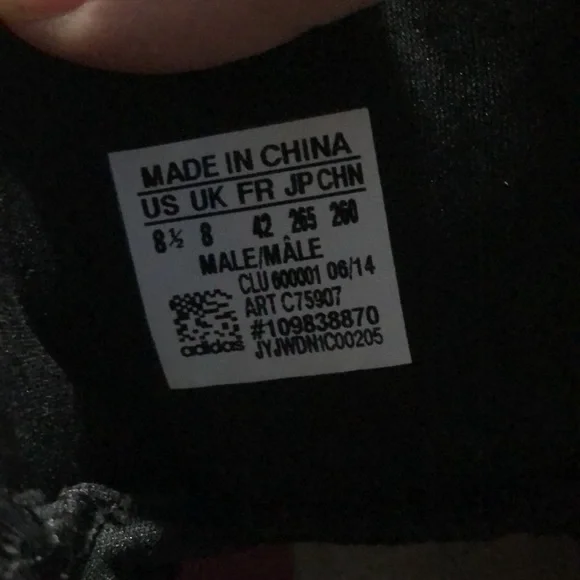 MADE IN CHINA
US UK FR JP CHN
8½ 8 42 265 260
MALE/MÂLE
CLU 600001 06/14
ART C75907
#109838870
adidas JYJWDN1C00205